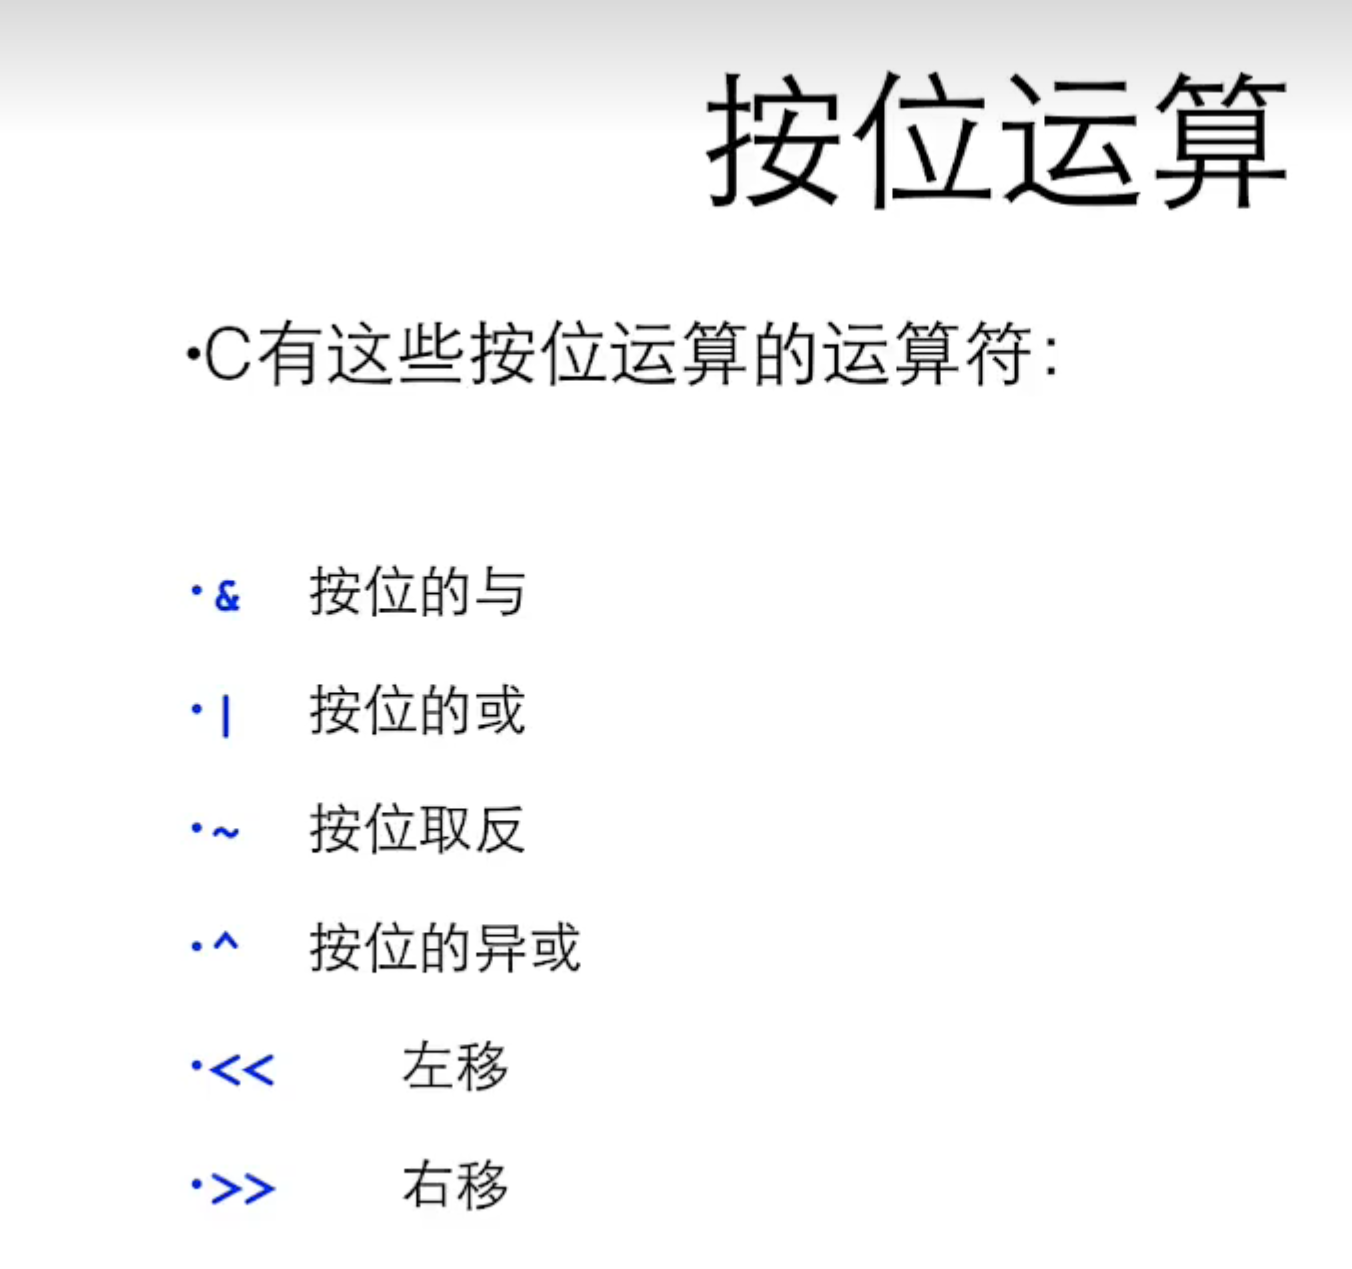 按位运算
•C有这些按位运算的运算符:
•& 按位的与
•| 按位的或
•~ 按位取反
•^ 按位的异或
•<< 左移
•>> 右移